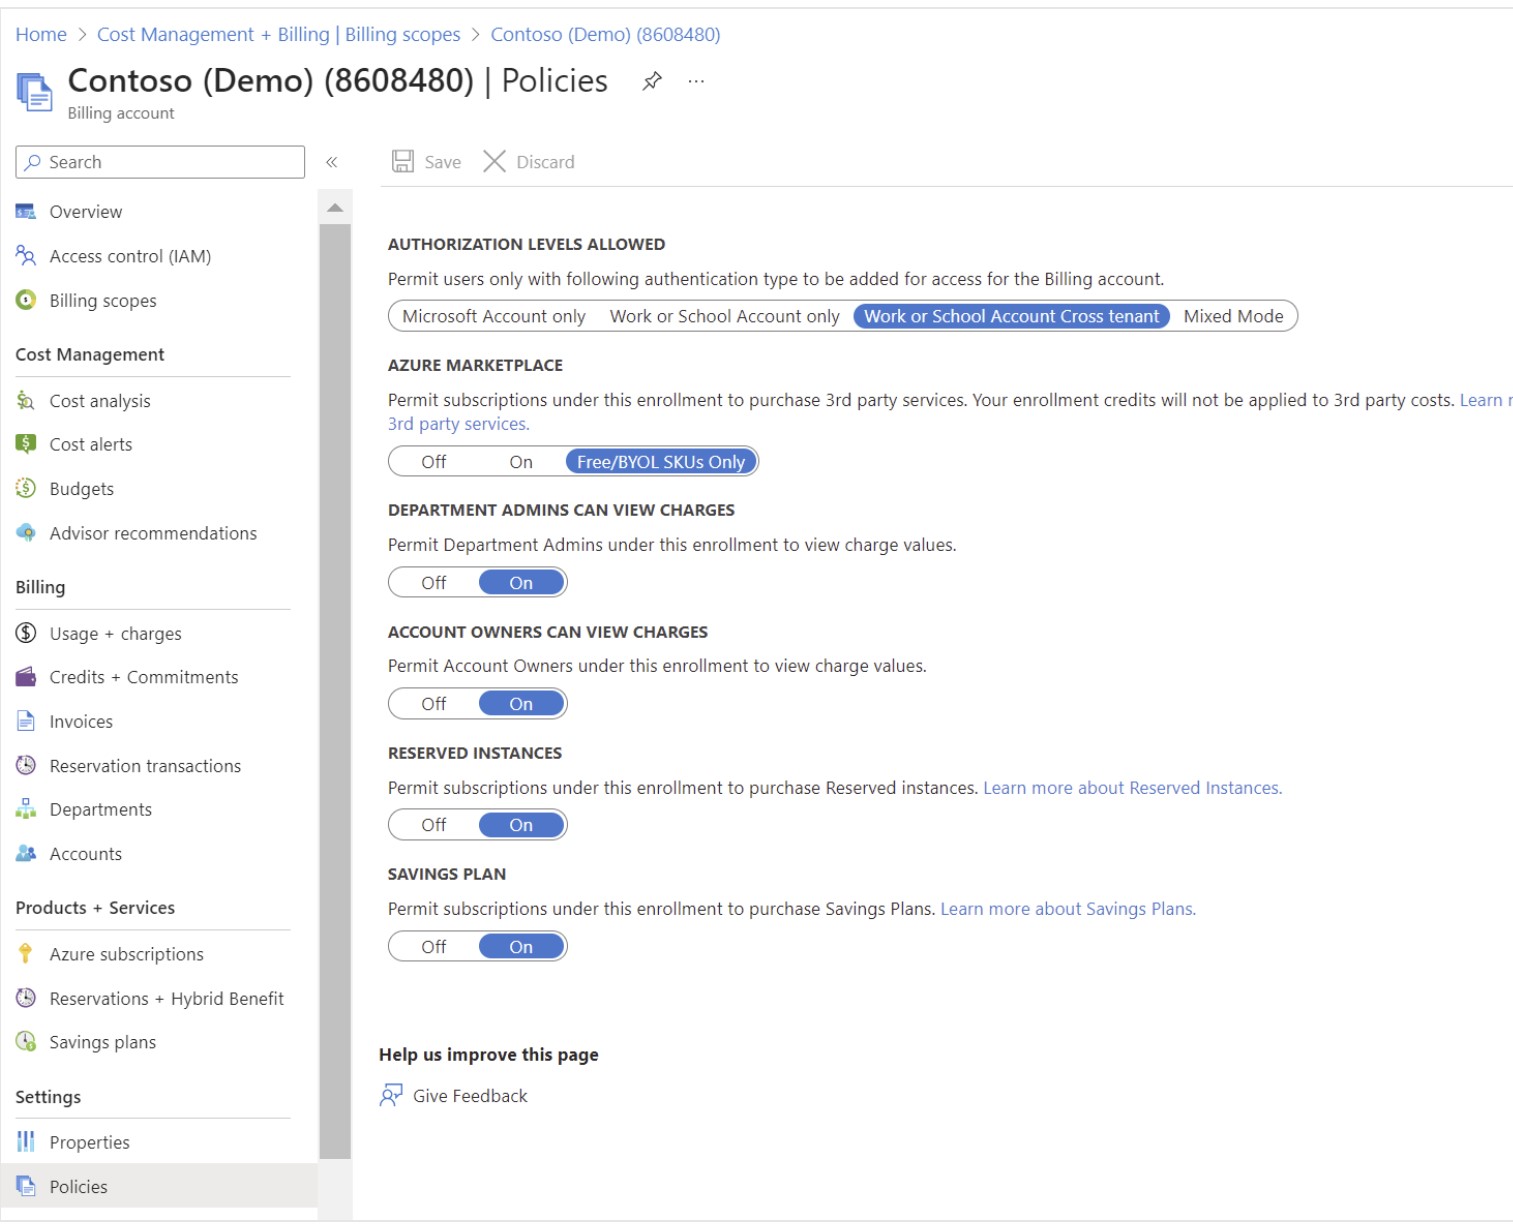 Home > Cost Management + Billing | Billing scopes > Contoso (Demo) (8608480)
Contoso (Demo) (8608480) | Policies ...
Billing account
Search «
Save Discard
Overview
Access control (IAM)
Billing scopes
Cost Management
Cost analysis
Cost alerts
Budgets
Advisor recommendations
Billing
Usage + charges
Credits + Commitments
Invoices
Reservation transactions
Departments
Accounts
Products + Services
Azure subscriptions
Reservations + Hybrid Benefit
Savings plans
Settings
Properties
Policies
AUTHORIZATION LEVELS ALLOWED
Permit users only with following authentication type to be added for access for the Billing account.
Microsoft Account only Work or School Account only Work or School Account Cross tenant Mixed Mode
AZURE MARKETPLACE
Permit subscriptions under this enrollment to purchase 3rd party services. Your enrollment credits will not be applied to 3rd party costs. Learn
3rd party services.
Off On Free/BYOL SKUs Only
DEPARTMENT ADMINS CAN VIEW CHARGES
Permit Department Admins under this enrollment to view charge values.
Off On
ACCOUNT OWNERS CAN VIEW CHARGES
Permit Account Owners under this enrollment to view charge values.
Off On
RESERVED INSTANCES
Permit subscriptions under this enrollment to purchase Reserved instances. Learn more about Reserved Instances.
Off On
SAVINGS PLAN
Permit subscriptions under this enrollment to purchase Savings Plans. Learn more about Savings Plans.
Off On
Help us improve this page
Give Feedback